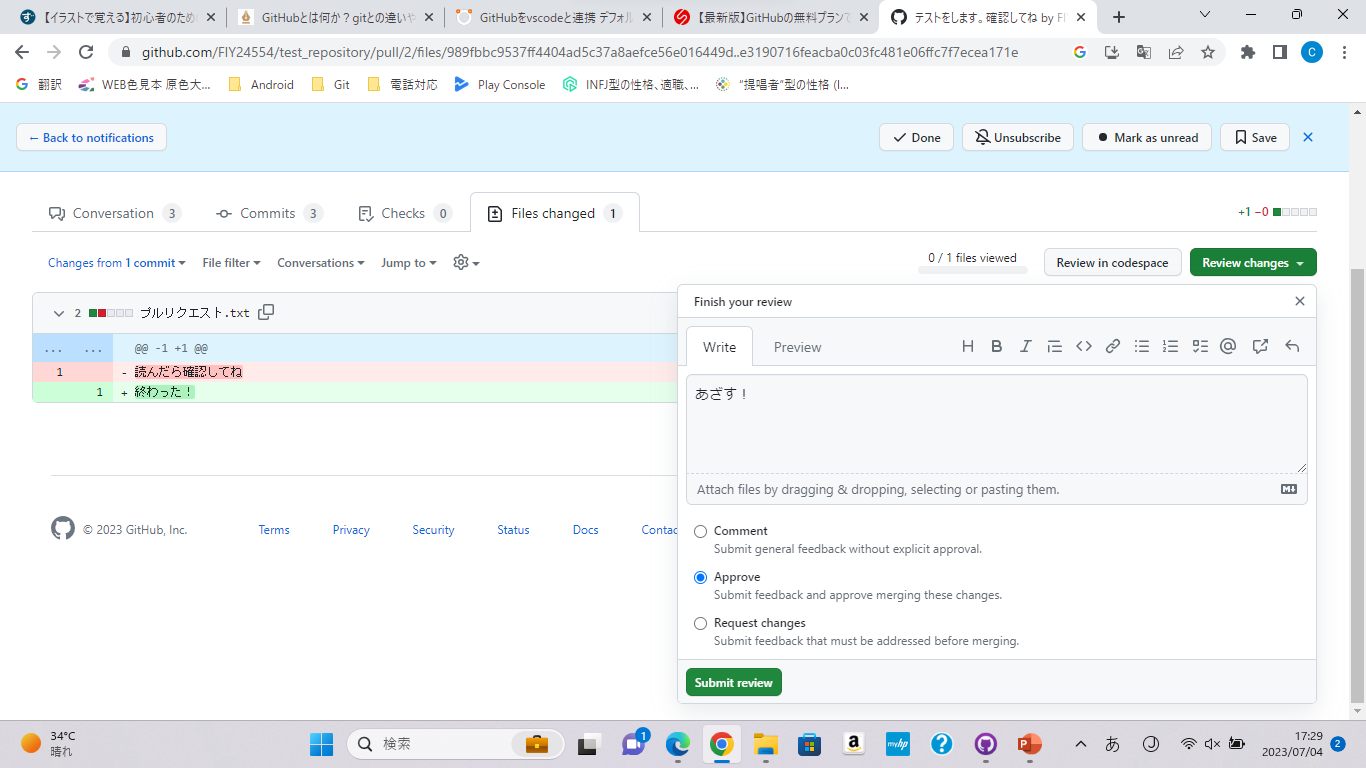 【イラストで覚える】初心者のため
GitHubとは何か？gitとの違いや
GitHubをvscodeと連携 デフォル
【最新版】GitHubの無料プランで
テストをします。確認してね by FI
github.com/FIY24554/test_repository/pull/2/files/989fbbc9537ff4404ad5c37a8aefce56e016449d..e3190716feacba0c03fc481e06ffc7f7ecea171e
C
翻訳
WEB色見本 原色大...
Android
Git
電話対応
Play Console
INFJ型の性格、適職、...
“提唱者”型の性格 (I...
← Back to notifications
Done
Unsubscribe
Mark as unread
Save
Conversation 3
Commits 3
Checks 0
Files changed 1
+1 −0
Changes from 1 commit
File filter
Conversations
Jump to
0 / 1 files viewed
Review in codespace
Review changes
2 プルリクエスト.txt
... ... @@ -1 +1 @@
1 - 読んだら確認してね
1 + 終わった！
Finish your review
Write
Preview
あざす！
Attach files by dragging & dropping, selecting or pasting them.
Comment
Submit general feedback without explicit approval.
Approve
Submit feedback and approve merging these changes.
Request changes
Submit feedback that must be addressed before merging.
Submit review
© 2023 GitHub, Inc.
Terms
Privacy
Security
Status
Docs
Contac
34°C
晴れ
検索
1
あ
17:29
2023/07/04
2